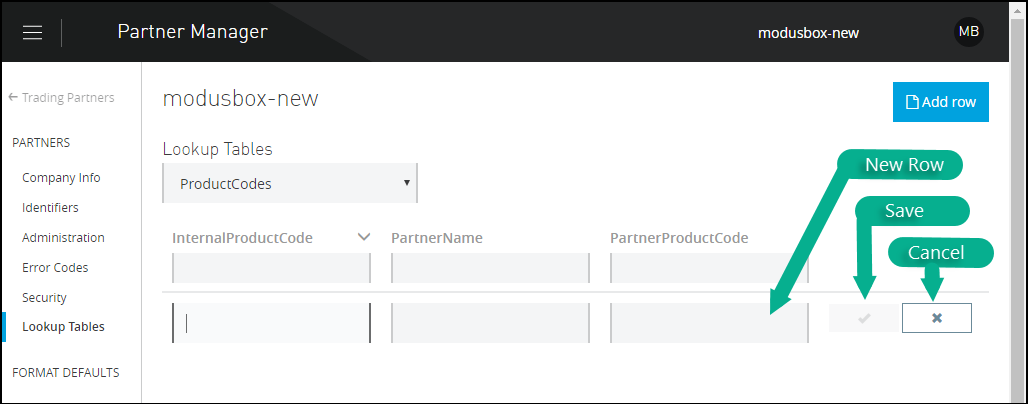 Partner Manager
modusbox-new
MB
Trading Partners
PARTNERS
Company Info
Identifiers
Administration
Error Codes
Security
Lookup Tables
FORMAT DEFAULTS
modusbox-new
Add row
Lookup Tables
ProductCodes
New Row
Save
Cancel
InternalProductCode
PartnerName
PartnerProductCode